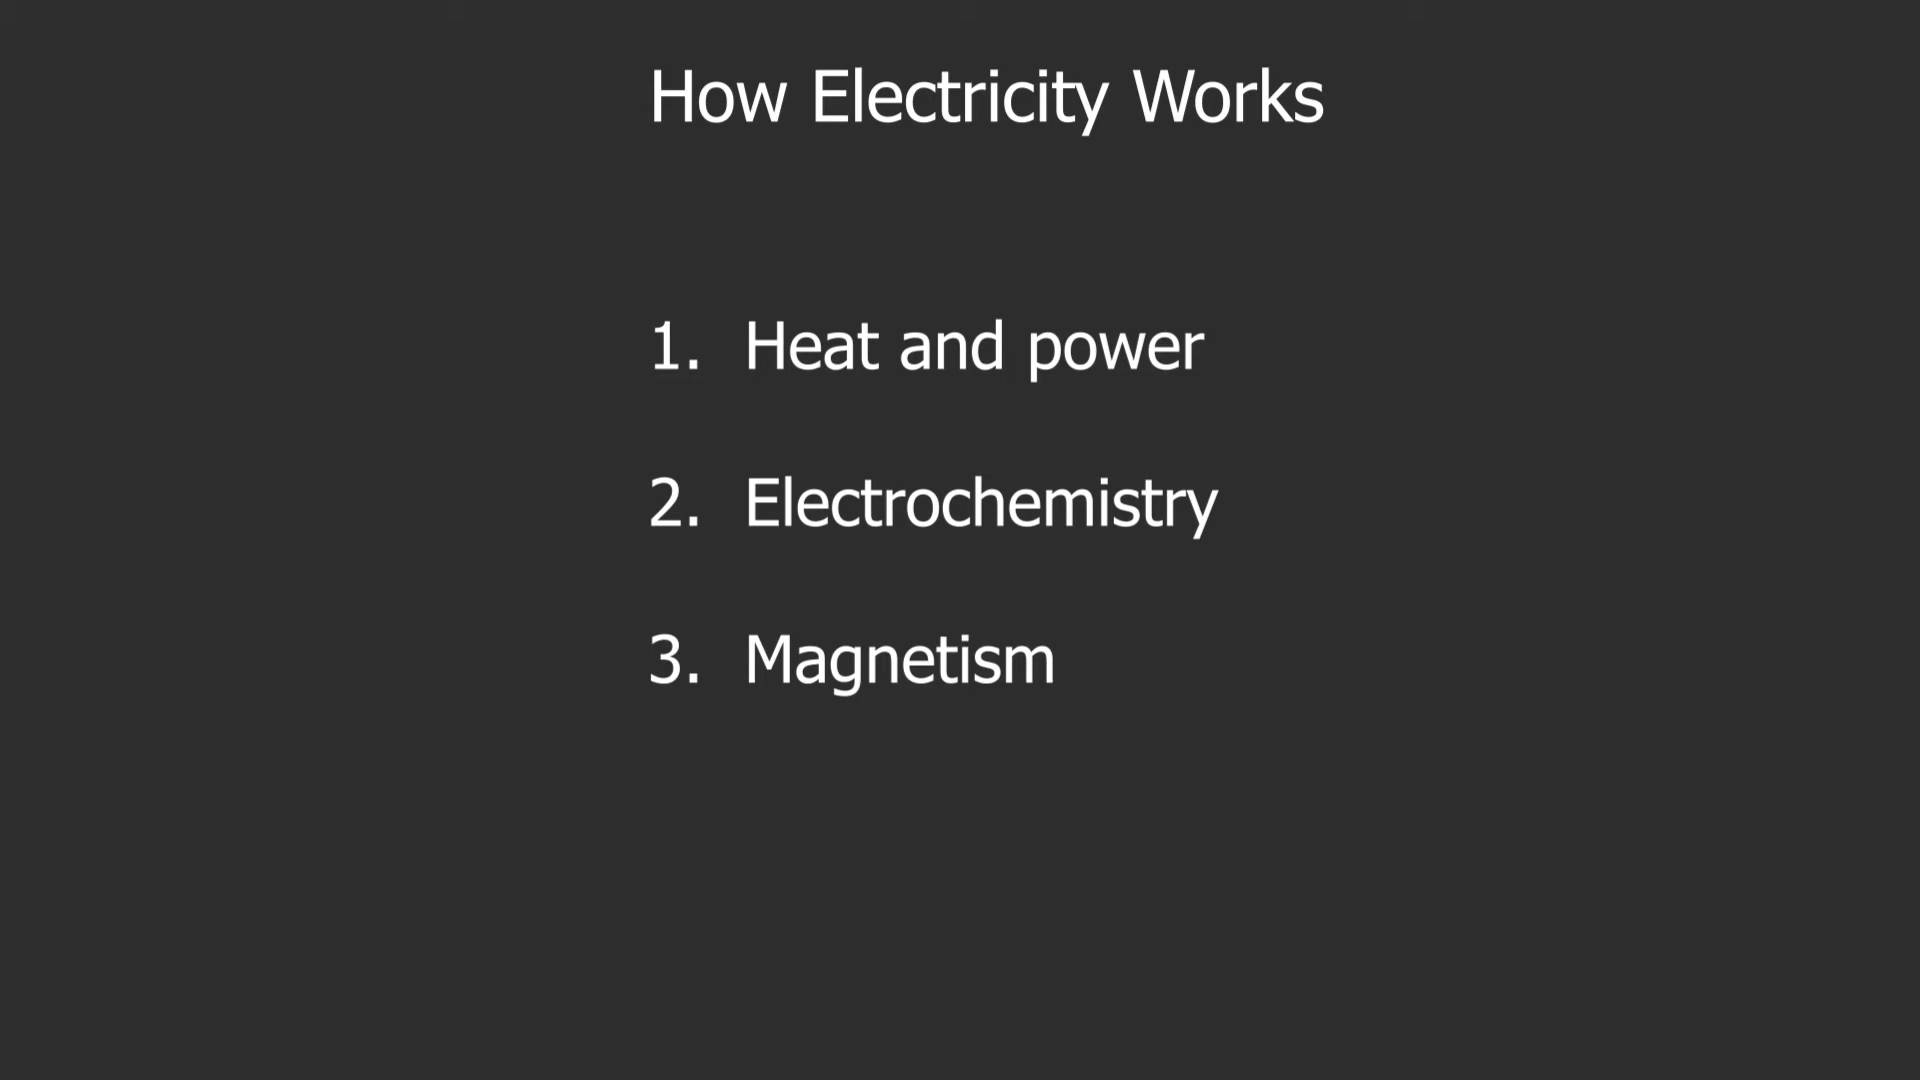 How Electricity Works
1. Heat and power
2. Electrochemistry
3. Magnetism